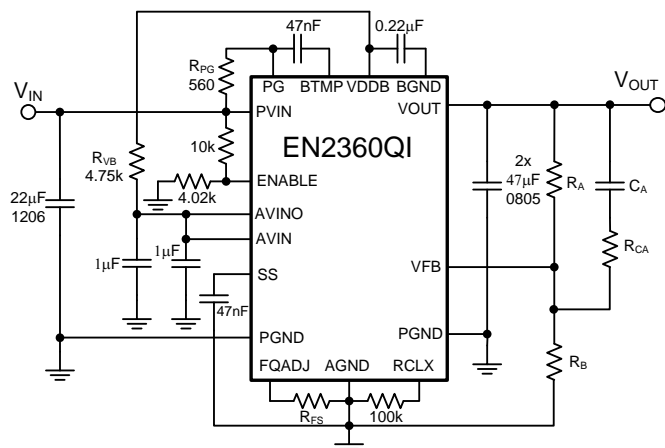 47nF
0.22µF
R_PG
560
PG
BTMP
VDDB
BGND
V_IN
V_OUT
PVIN
VOUT
EN2360QI
10k
R_VB
4.75k
ENABLE
4.02k
2x
47µF
0805
R_A
C_A
22µF
1206
AVINO
AVIN
1µF
1µF
R_CA
SS
VFB
47nF
PGND
PGND
R_B
FQADJ
AGND
RCLX
R_FS
100k